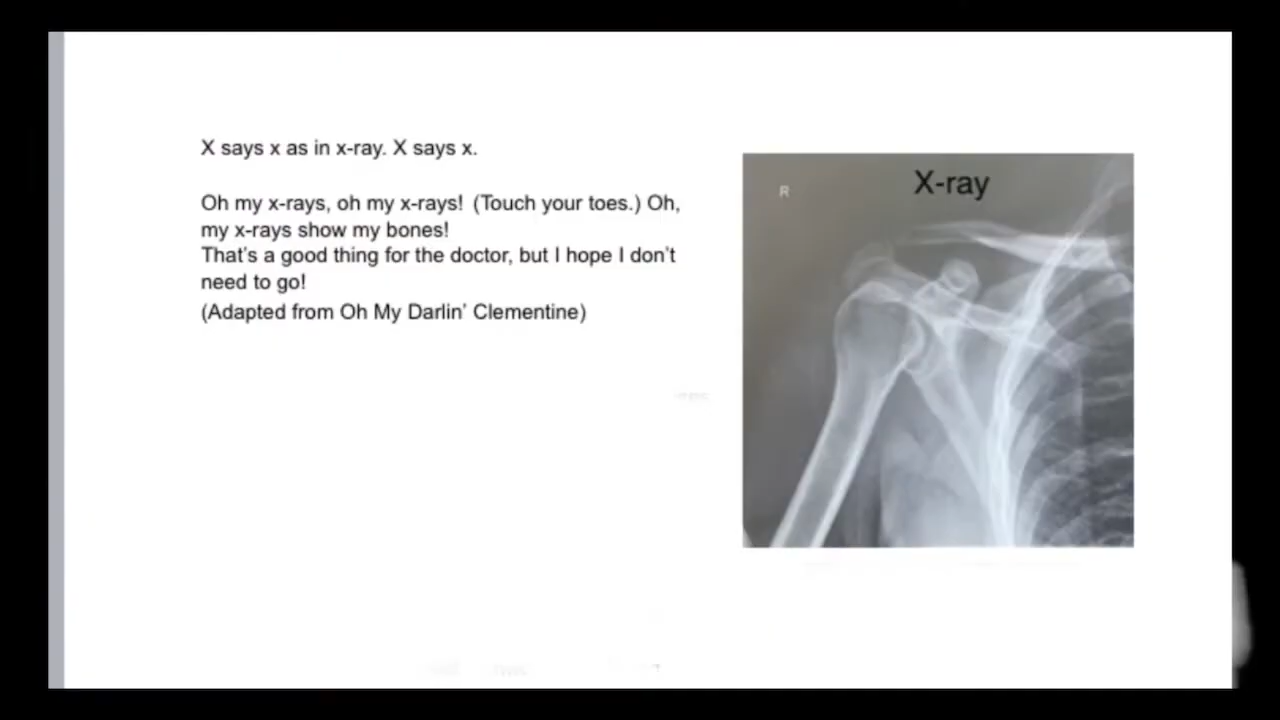 X says x as in x-ray. X says x.
Oh my x-rays, oh my x-rays! (Touch your toes.) Oh,
my x-rays show my bones!
That's a good thing for the doctor, but I hope I don't
need to go!
(Adapted from Oh My Darlin' Clementine)
X-ray
R